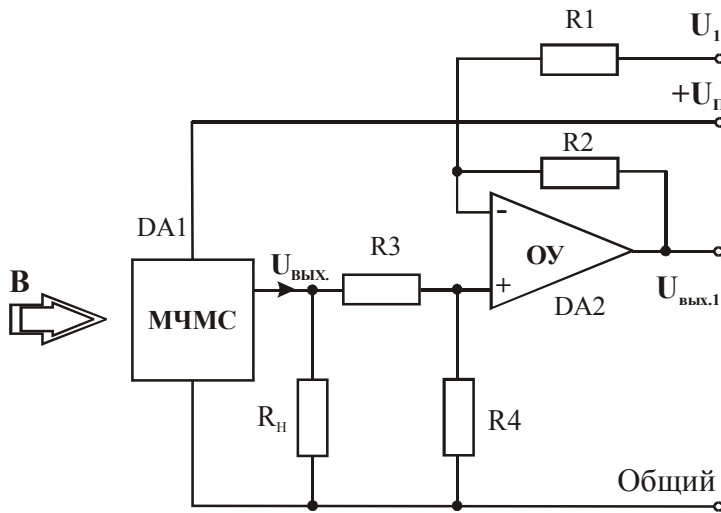 R1
U₁
+Uп
R2
DA1
R3
Uвых.
B
МЧМС
-
ОУ
+
DA2
Uвых.1
Rн
R4
Общий